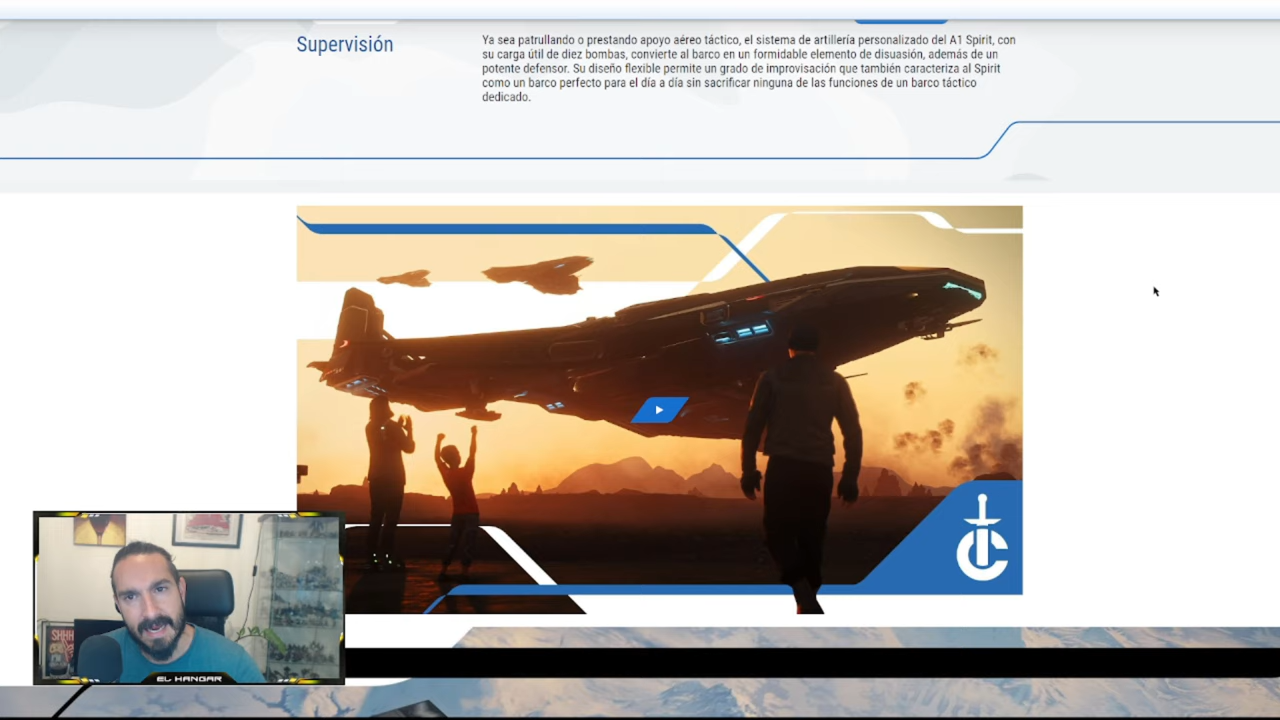 Supervisión
Ya sea patrullando o prestando apoyo aéreo táctico, el sistema de artillería personalizado del A1 Spirit, con
su carga útil de diez bombas, convierte al barco en un formidable elemento de disuasión, además de un
potente defensor. Su diseño flexible permite un grado de improvisación que también caracteriza al Spirit
como un barco perfecto para el día a día sin sacrificar ninguna de las funciones de un barco táctico
dedicado.
SHHH
EL HANGAR